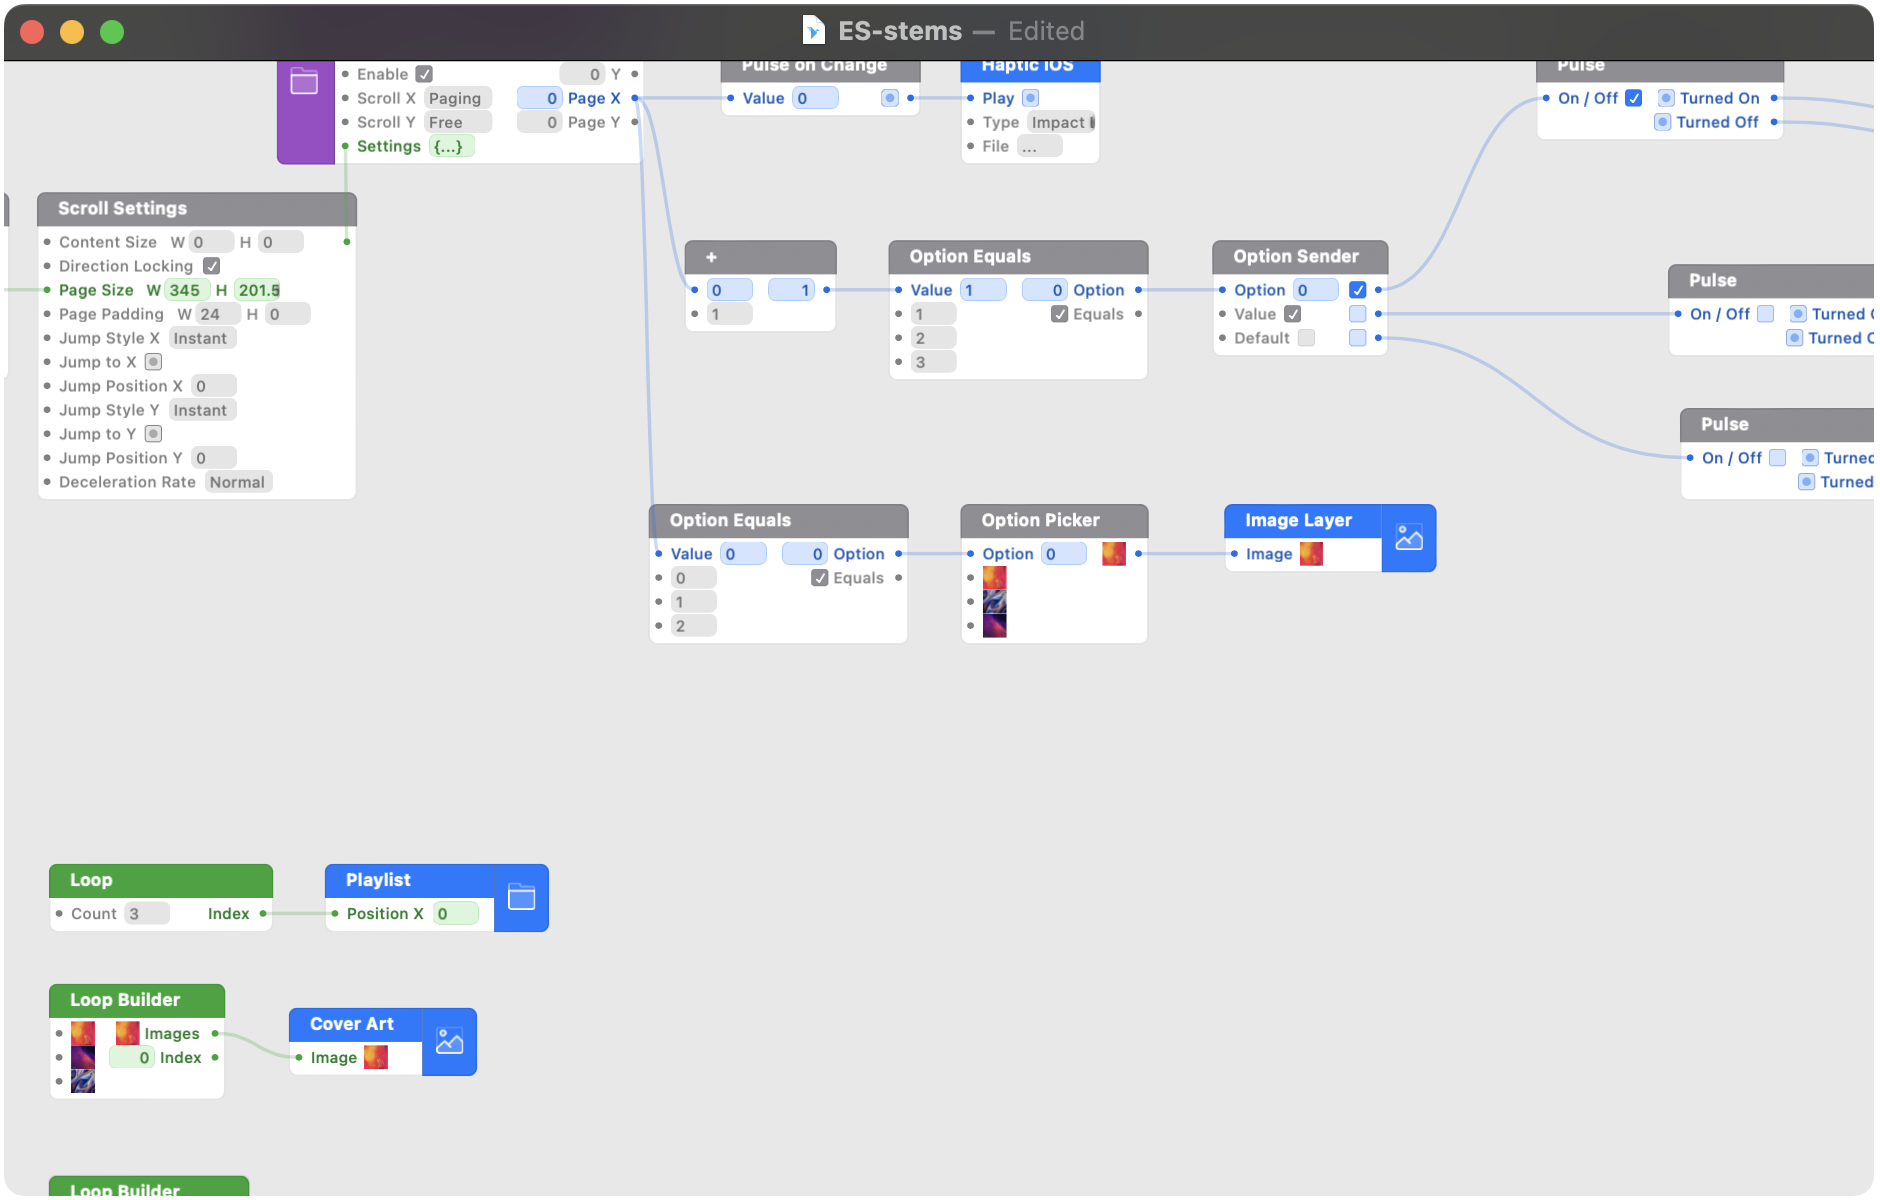 ES-stems — Edited
Enable 0 Y
Scroll X Paging 0 Page X
Scroll Y Free 0 Page Y
Settings {...}
Pulse on Change
Value 0
Haptic iOS
Play
Type Impact
File ...
Pulse
On / Off Turned On
Turned Off
Scroll Settings
Content Size W 0 H 0
Direction Locking
Page Size W 345 H 201.5
Page Padding W 24 H 0
Jump Style X Instant
Jump to X
Jump Position X 0
Jump Style Y Instant
Jump to Y
Jump Position Y 0
Deceleration Rate Normal
+
0 1
1
Option Equals
Value 1 0 Option
1 Equals
2
3
Option Sender
Option 0
Value
Default
Pulse
On / Off Turned
Turned
Pulse
On / Off Turned
Turned
Option Equals
Value 0 0 Option
0 Equals
1
2
Option Picker
Option 0
Image Layer
Image
Loop
Count 3 Index
Playlist
Position X 0
Loop Builder
Images
0 Index
Cover Art
Image
Loop Builder